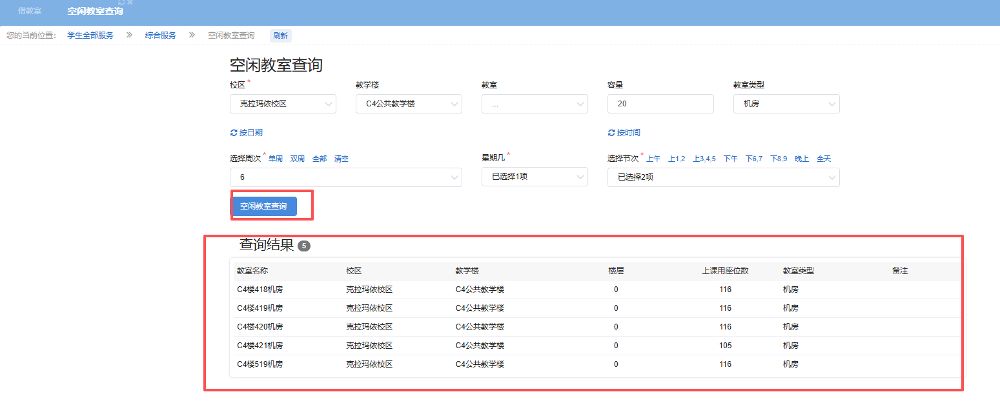 借教室 空闲教室查询
您的当前位置： 学生全部服务 » 综合服务 » 空闲教室查询 刷新
空闲教室查询
校区 * 教学楼 教室 容量 教室类型
克拉玛依校区 C4公共教学楼 ... 20 机房
按日期 按时间
选择周次 * 单周 双周 全部 清空 星期几 * 选择节次 * 上午 上1,2 上3,4,5 下午 下6,7 下8,9 晚上 全天
6 已选择1项 已选择2项
空闲教室查询
查询结果 5
教室名称 校区 教学楼 楼层 上课用座位数 教室类型 备注
C4楼418机房 克拉玛依校区 C4公共教学楼 0 116 机房
C4楼419机房 克拉玛依校区 C4公共教学楼 0 116 机房
C4楼420机房 克拉玛依校区 C4公共教学楼 0 116 机房
C4楼421机房 克拉玛依校区 C4公共教学楼 0 105 机房
C4楼519机房 克拉玛依校区 C4公共教学楼 0 116 机房